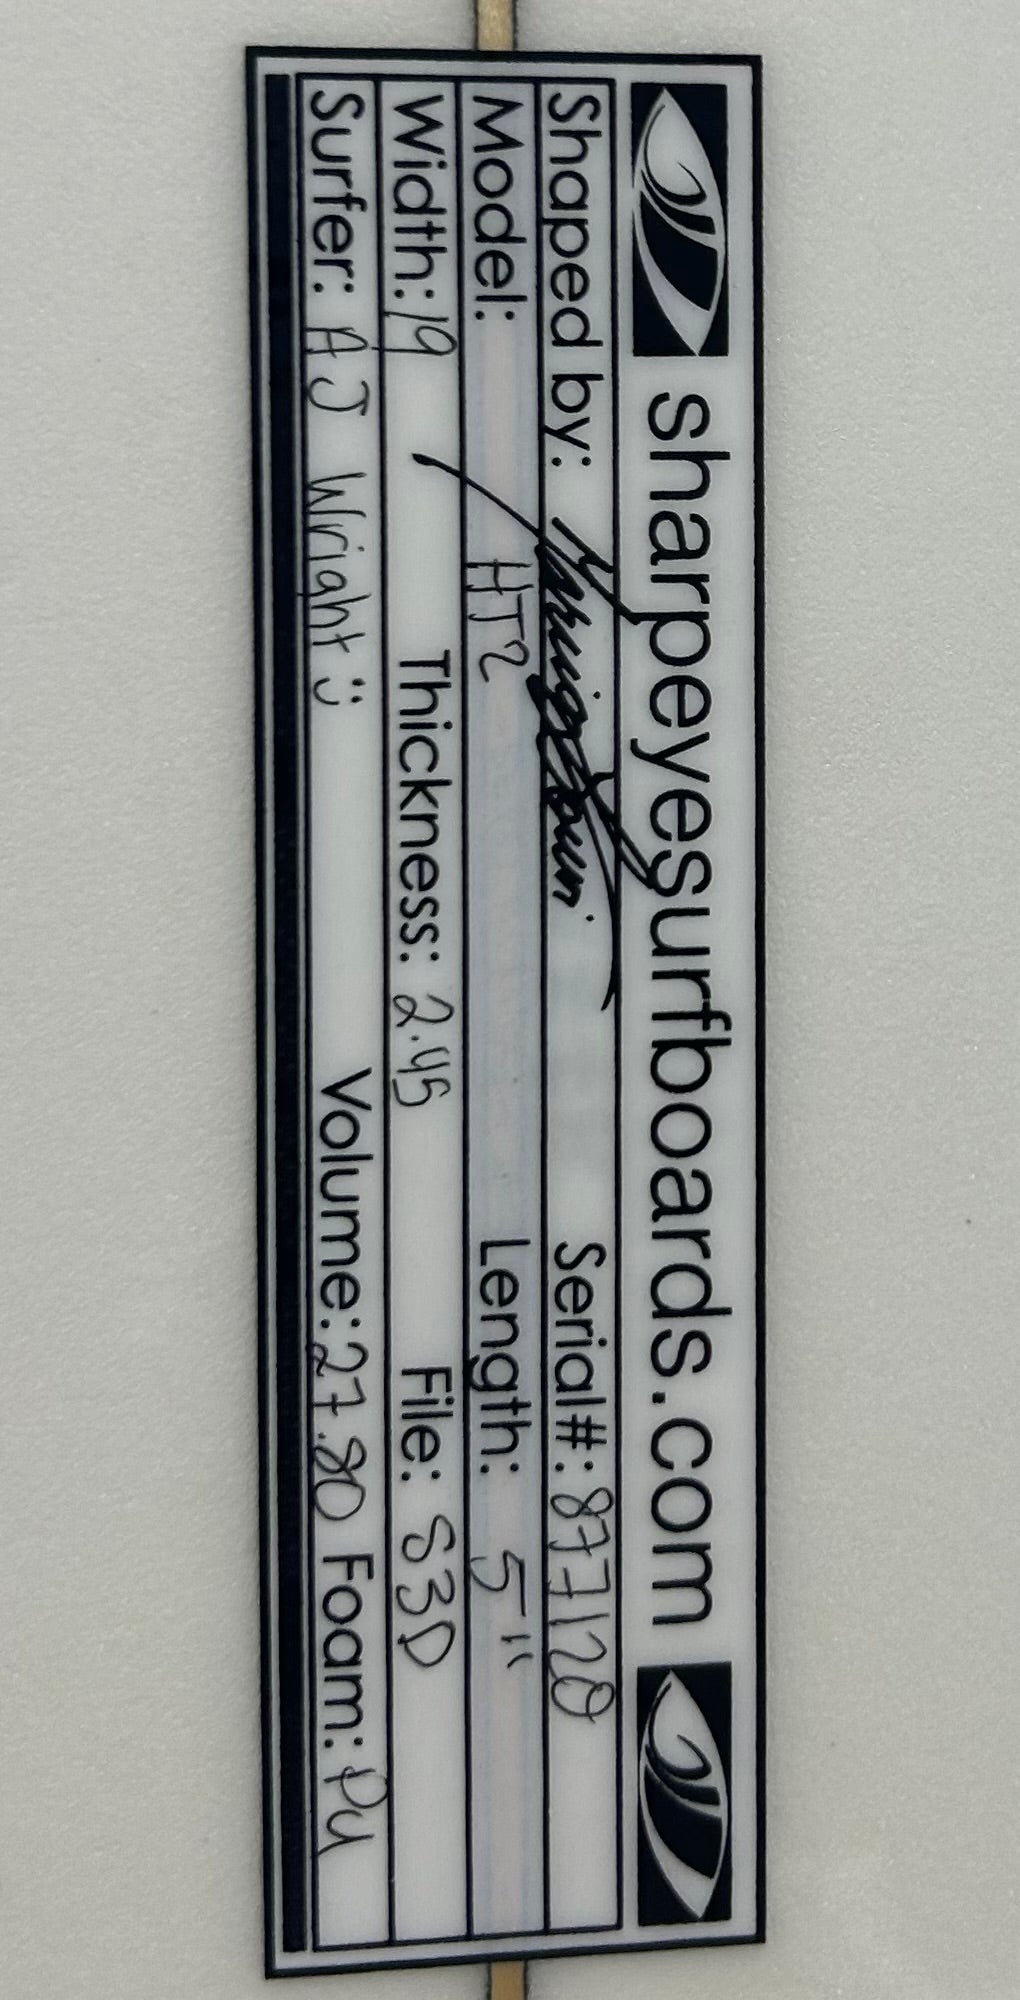 sharpeyesurfboards.com
Shaped by: Serial#: 877120
Model: HT2 Length: 5'11"
Width: 19 Thickness: 2.45 File: S3D
Surfer: AJ Wright :) Volume: 27.80 Foam: PU